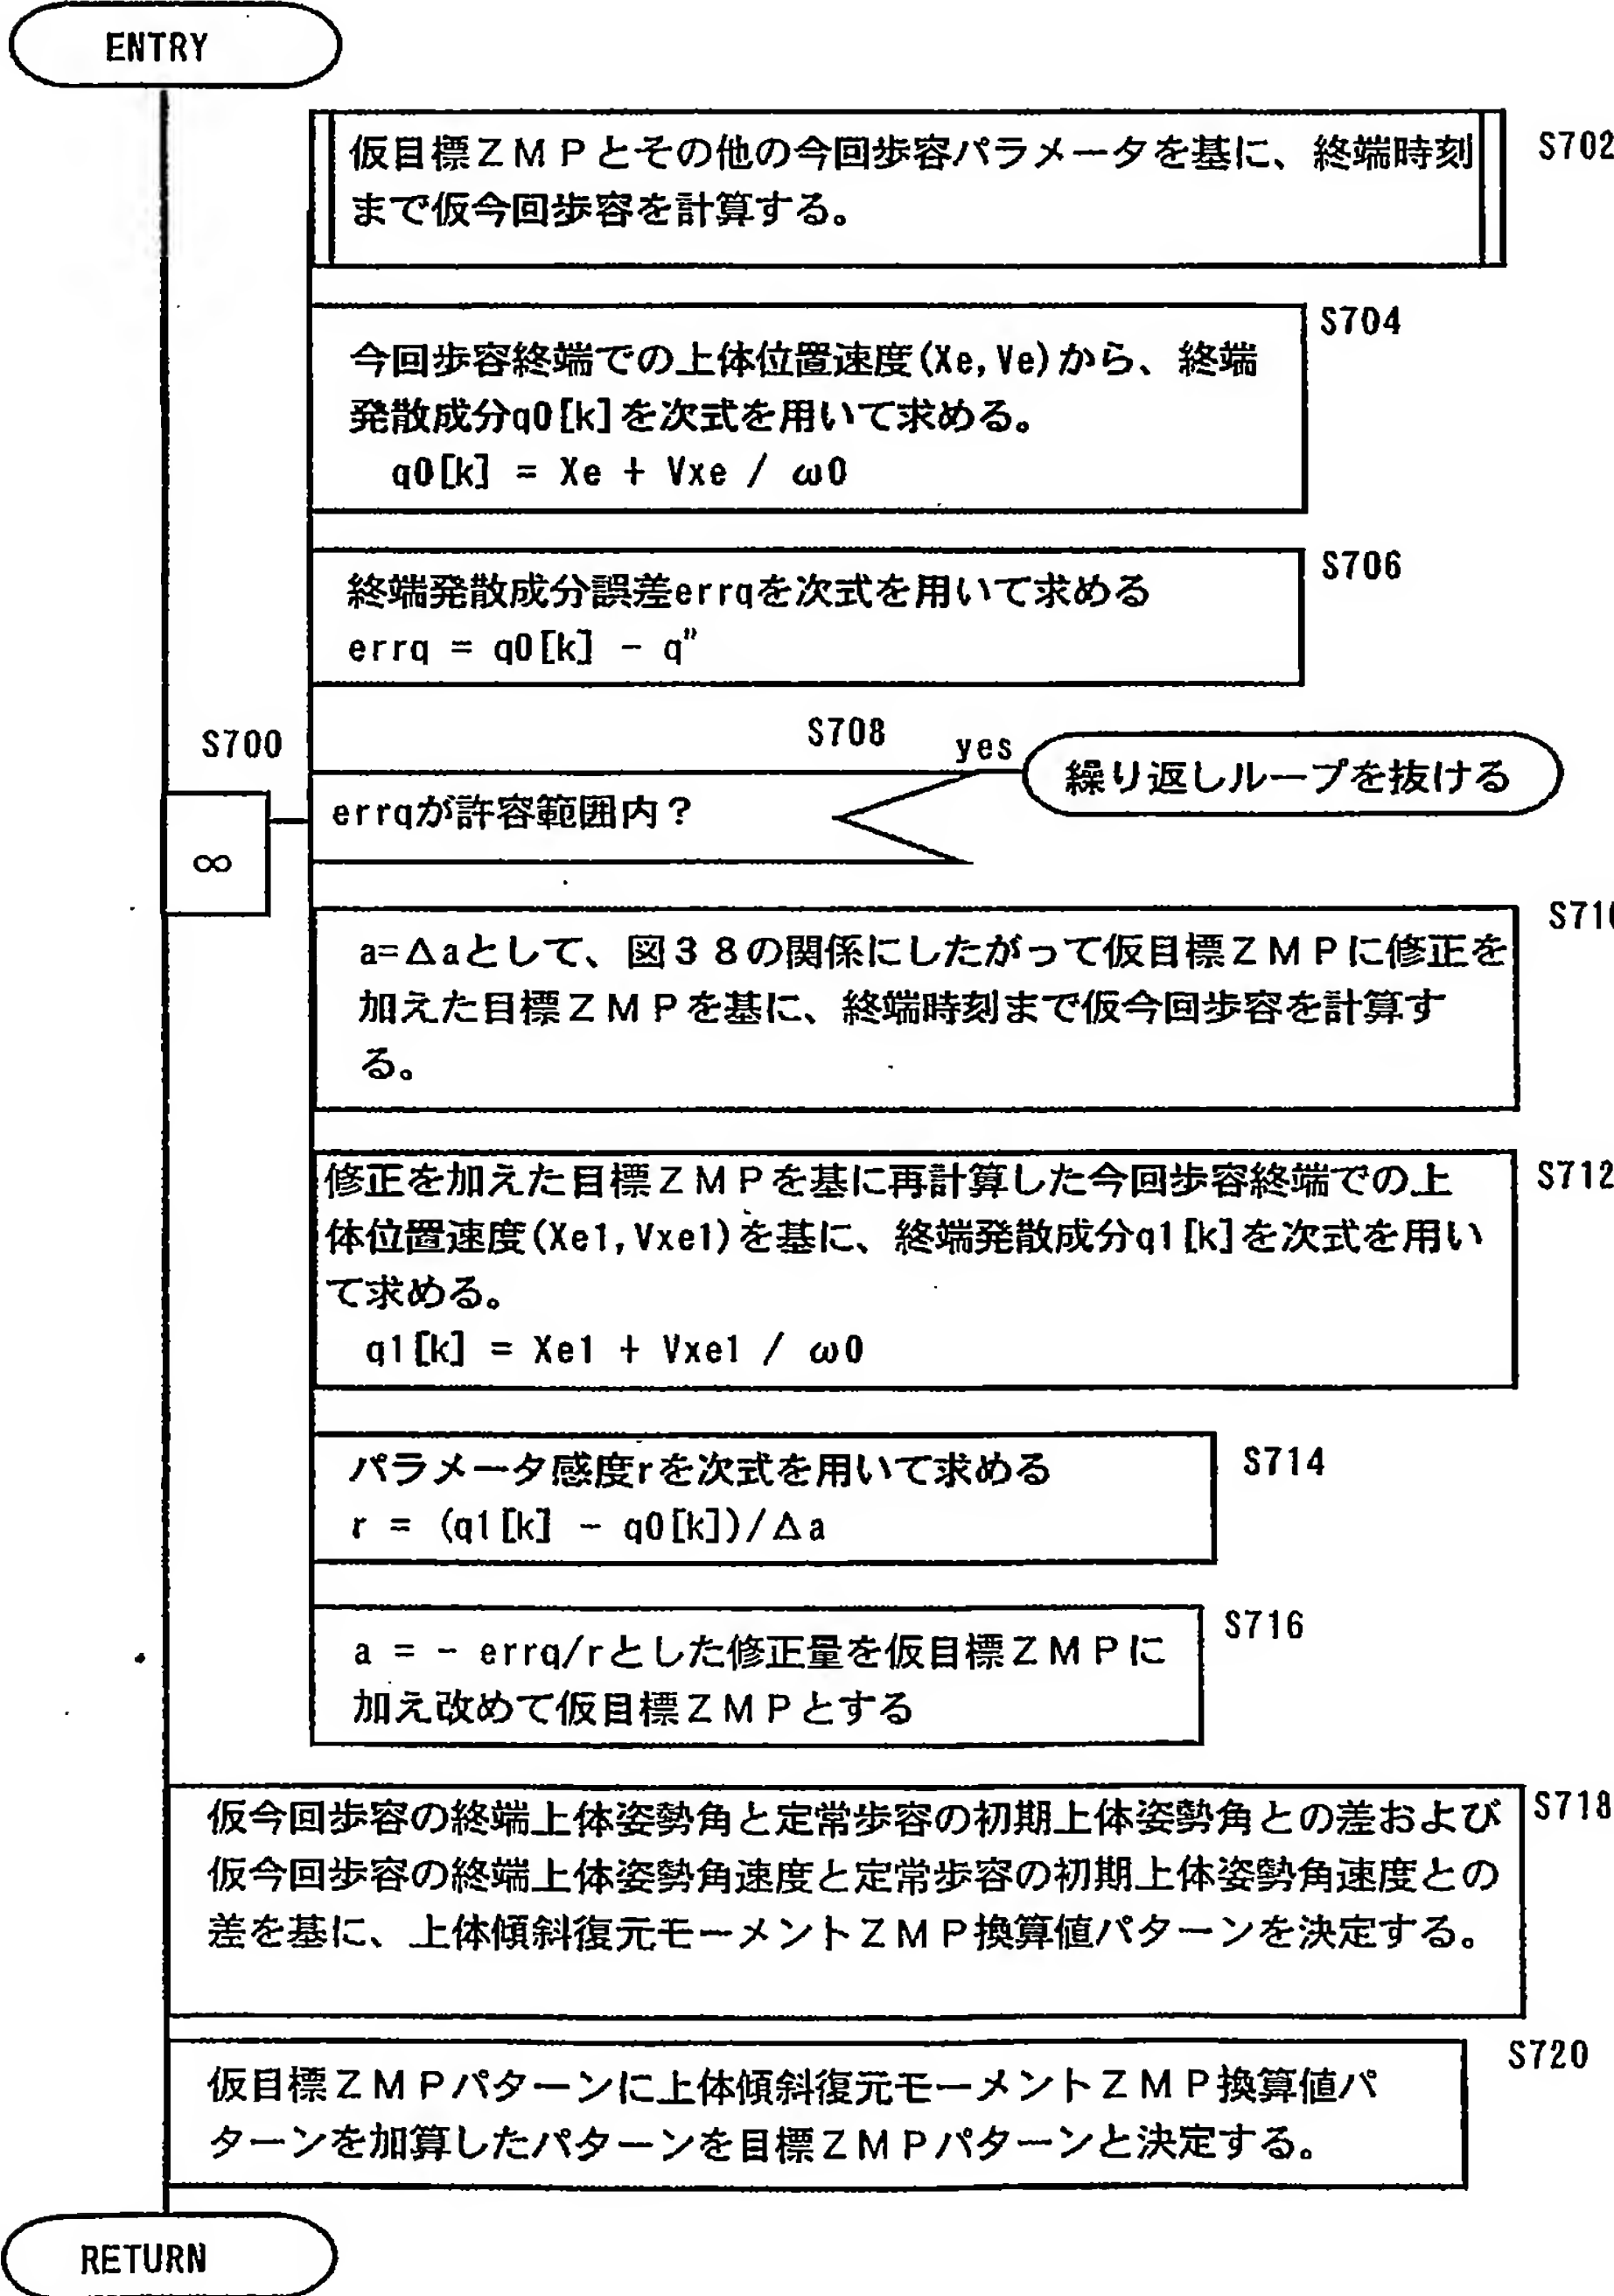 ENTRY
仮目標ZMPとその他の今回歩容パラメータを基に、終端時刻
まで仮今回歩容を計算する。
S702
S704
今回歩容終端での上体位置速度(Xe, Ve)から、終端
発散成分q0[k]を次式を用いて求める。
q0[k] = Xe + Vxe / ω0
S706
終端発散成分誤差errqを次式を用いて求める
errq = q0[k] - q"
S700
S708
yes
繰り返しループを抜ける
errqが許容範囲内?
∞
S710
a=Δaとして、図38の関係にしたがって仮目標ZMPに修正を
加えた目標ZMPを基に、終端時刻まで仮今回歩容を計算す
る。
修正を加えた目標ZMPを基に再計算した今回歩容終端での上
体位置速度(Xe1, Vxe1)を基に、終端発散成分q1[k]を次式を用い
て求める。
q1[k] = Xe1 + Vxe1 / ω0
S712
パラメータ感度rを次式を用いて求める
r = (q1[k] - q0[k])/Δa
S714
a = - errq/rとした修正量を仮目標ZMPに
加え改めて仮目標ZMPとする
S716
仮今回歩容の終端上体姿勢角と定常歩容の初期上体姿勢角との差および
仮今回歩容の終端上体姿勢角速度と定常歩容の初期上体姿勢角速度との
差を基に、上体傾斜復元モーメントZMP換算値パターンを決定する。
S718
S720
仮目標ZMPパターンに上体傾斜復元モーメントZMP換算値パ
ターンを加算したパターンを目標ZMPパターンと決定する。
RETURN